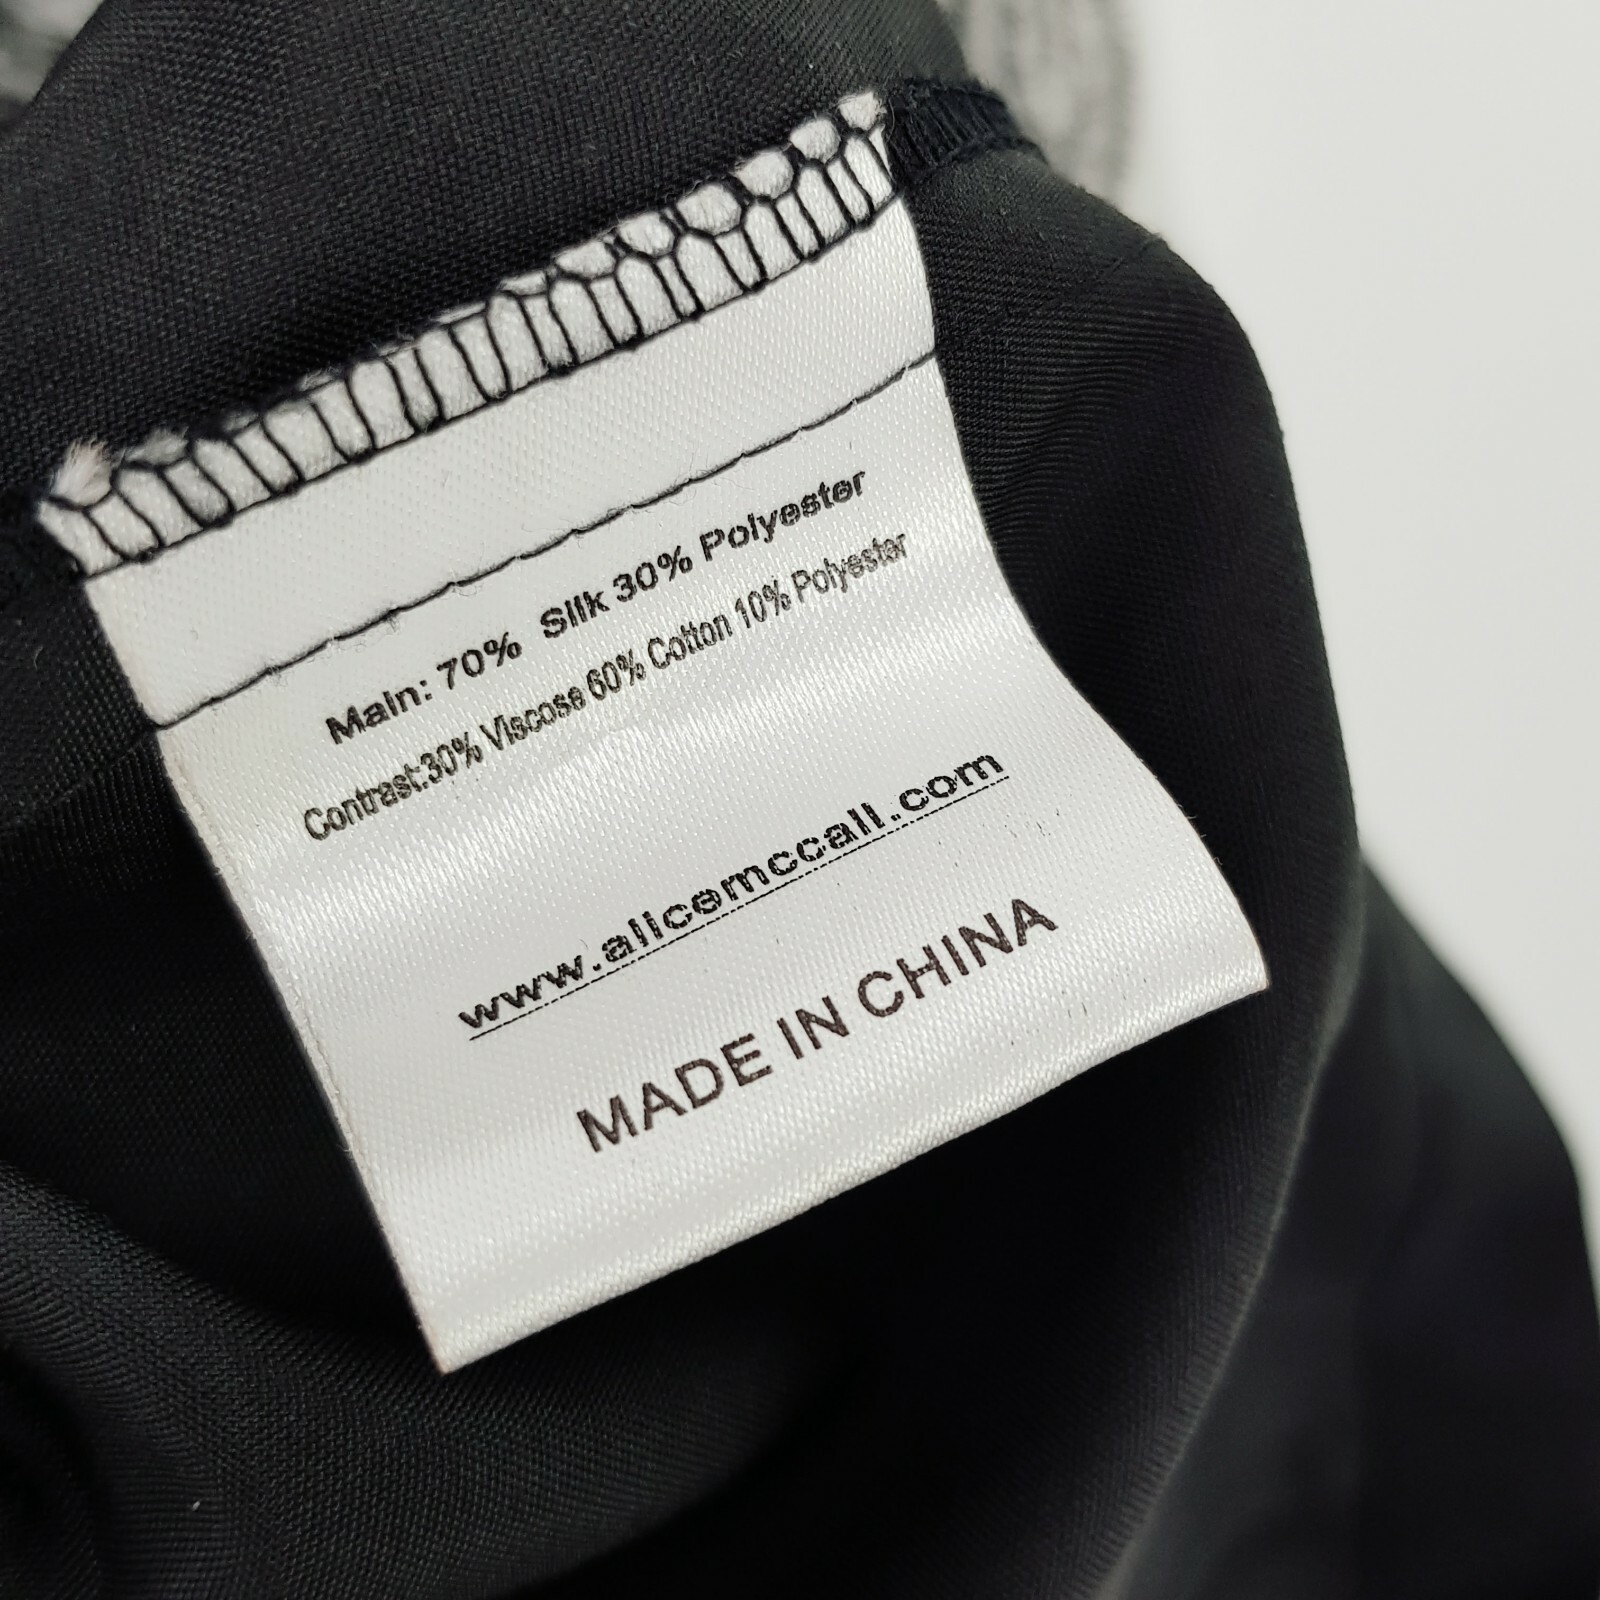 Main: 70% Silk 30% Polyester
Contrast:30% Viscose 60% Cotton 10% Polyester
www.alicemccall.com
MADE IN CHINA